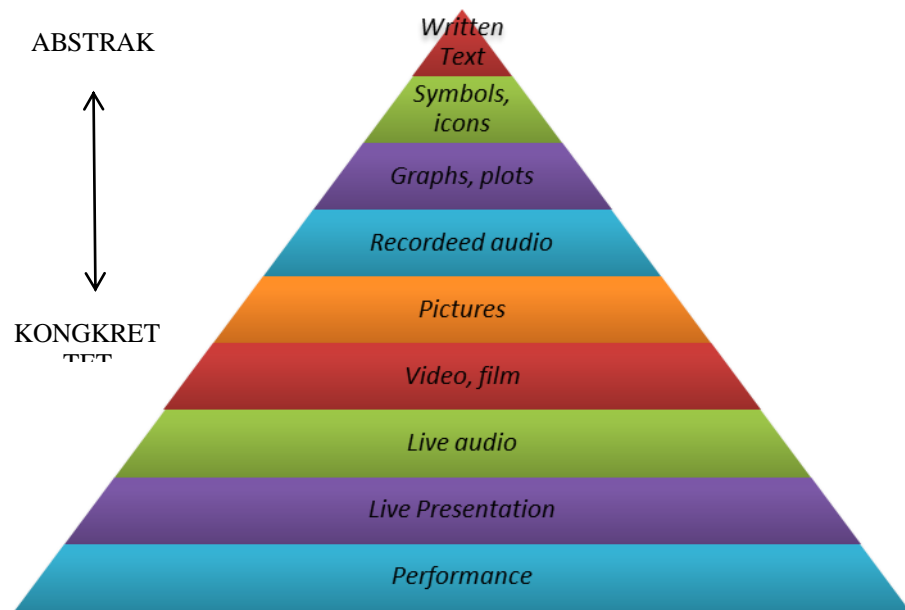 ABSTRAK
Written
Text
Symbols,
icons
Graphs, plots
Recordeed audio
Pictures
KONGKRET
Video, film
Live audio
Live Presentation
Performance